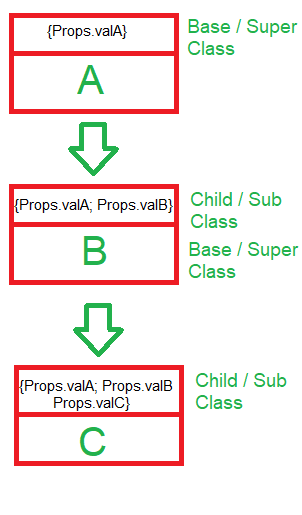 {Props.valA}
Base / Super
Class
A
{Props.valA; Props.valB}
Child / Sub
Class
B
Base / Super
Class
{Props.valA; Props.valB
Props.valC}
Child / Sub
Class
C